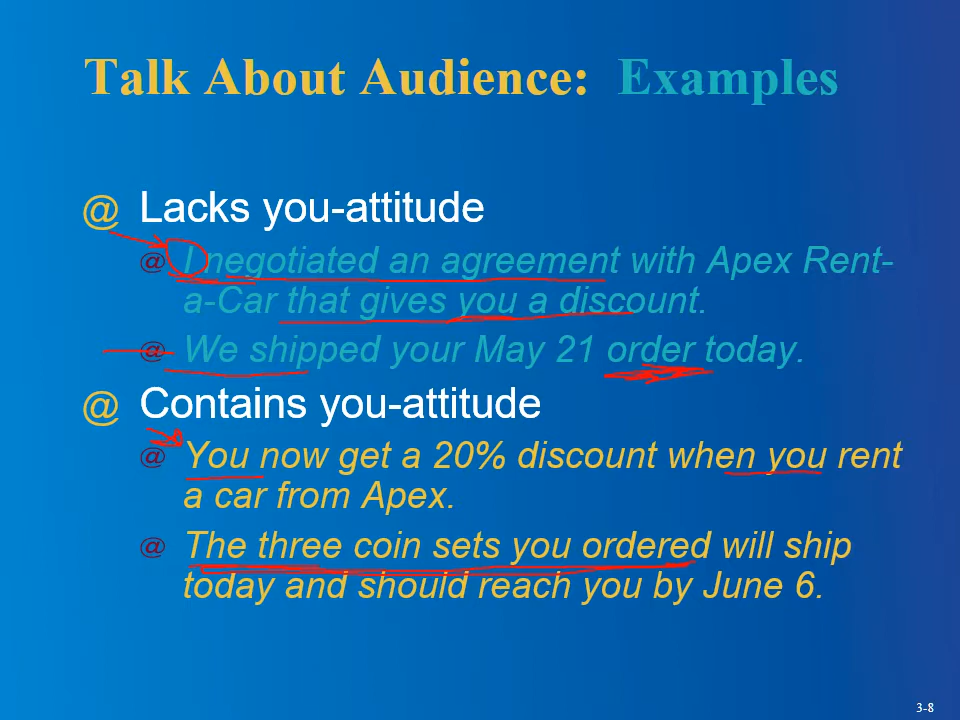 Talk About Audience: Examples
@ Lacks you-attitude
@ I negotiated an agreement with Apex Rent-
a-Car that gives you a discount.
@ We shipped your May 21 order today.
@ Contains you-attitude
@ You now get a 20% discount when you rent
a car from Apex.
@ The three coin sets you ordered will ship
today and should reach you by June 6.
3-8